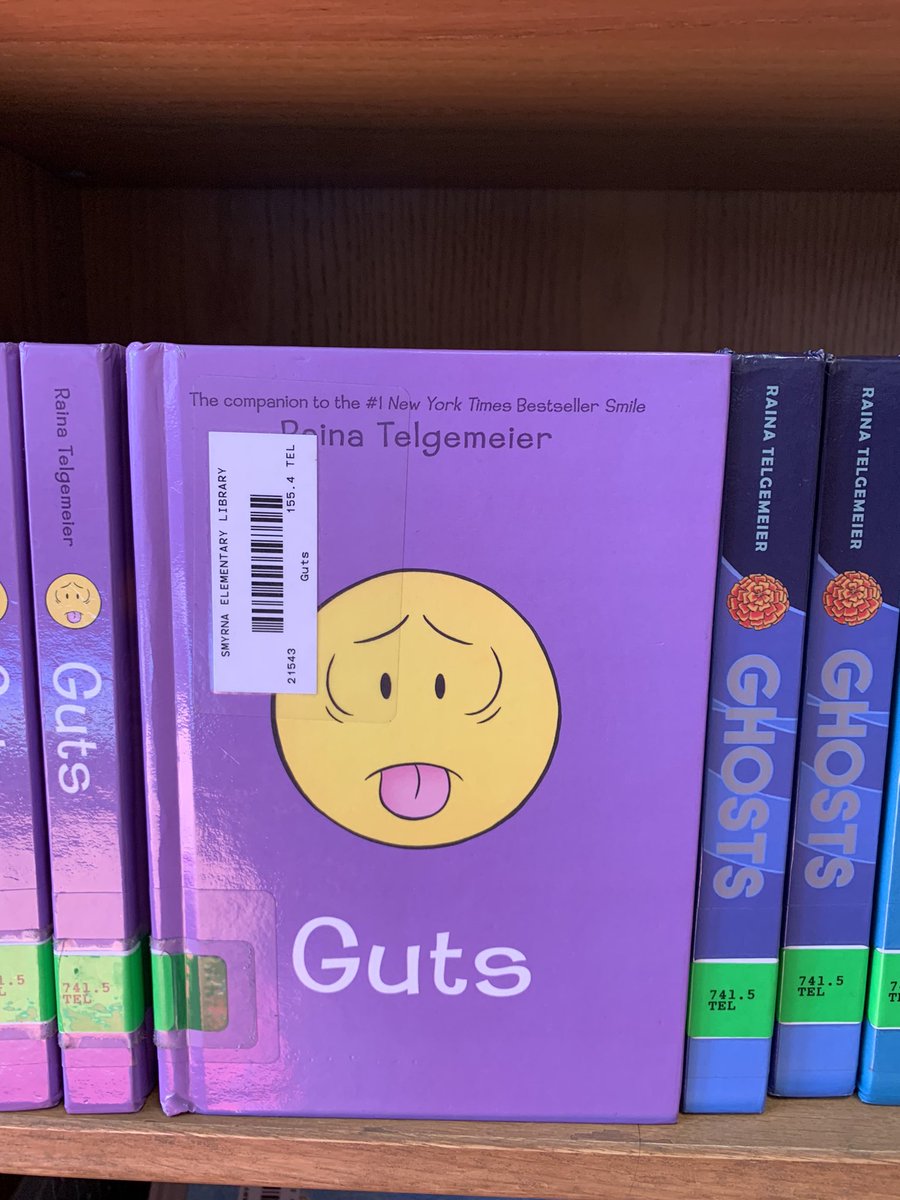 Raina Telgemeier
Guts
741.5
TEL
The companion to the #1 New York Times Bestseller Smile
Raina Telgemeier
SMYRNA ELEMENTARY LIBRARY
21543
155.4 TEL
Guts
Guts
RAINA TELGEMEIER
GHOSTS
741.5
TEL
RAINA TELGEMEIER
GHOSTS
741.5
TEL